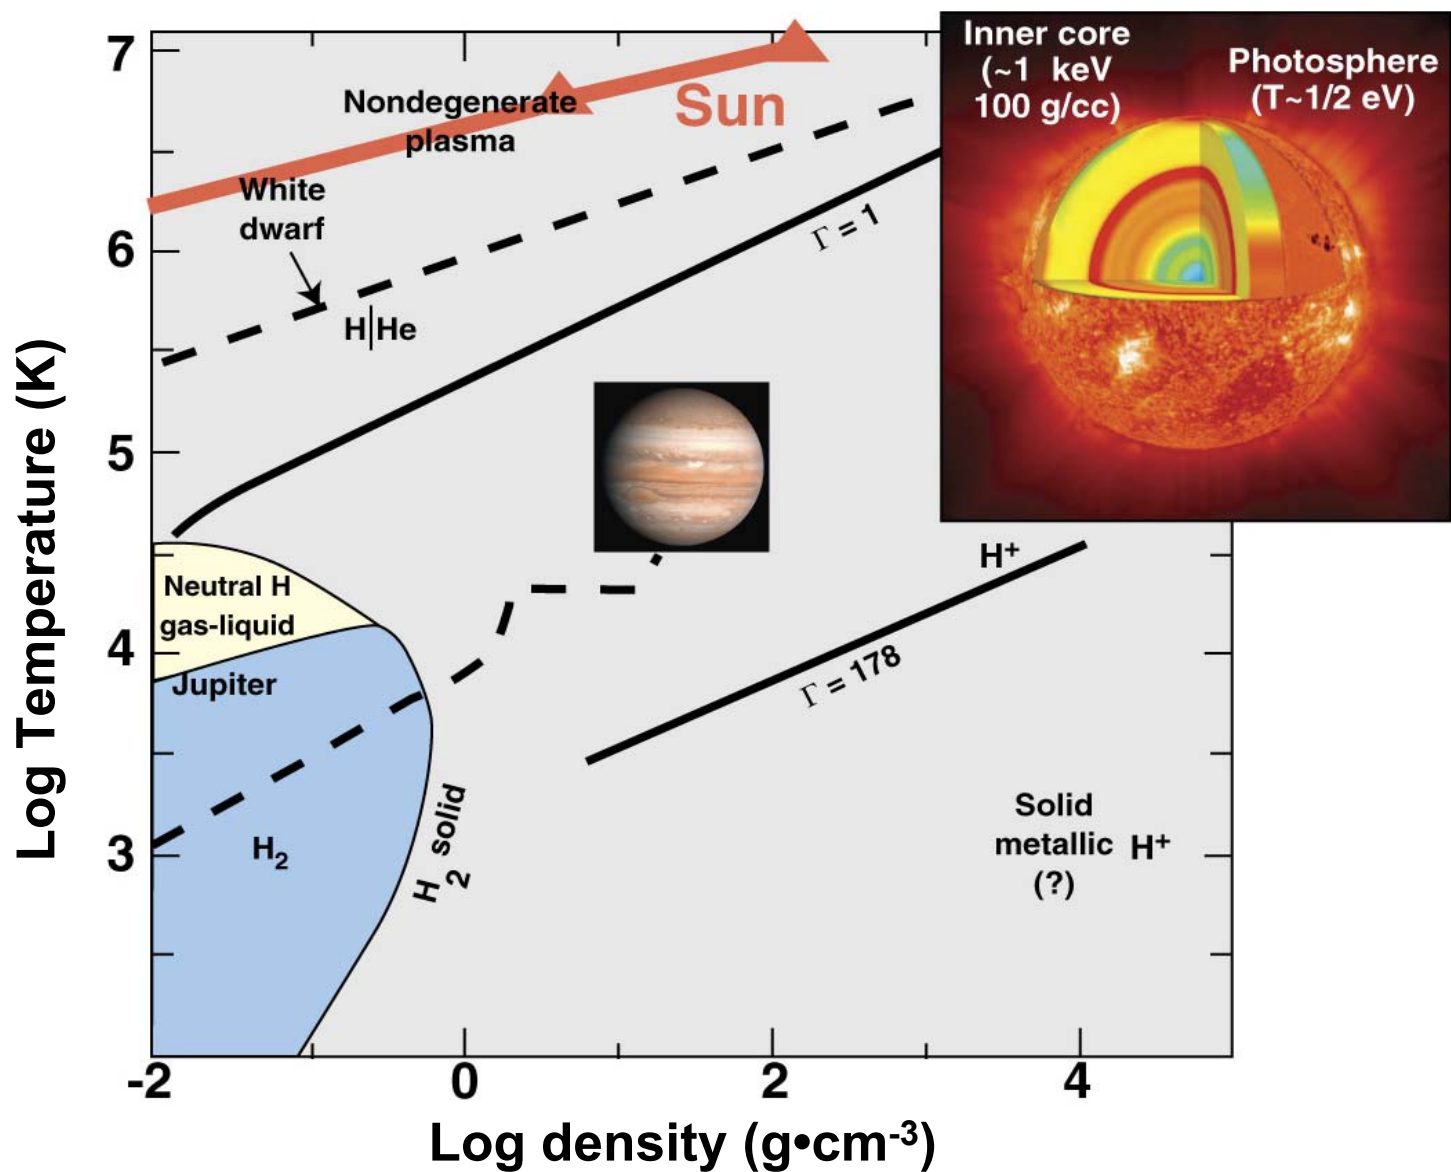 7
6
5
4
3
Log Temperature (K)
Nondegenerate
plasma
Sun
White
dwarf
H|He
Γ = 1
Inner core
(~1 keV
100 g/cc)
Photosphere
(T~1/2 eV)
Neutral H
gas-liquid
Jupiter
H₂
H₂ solid
H⁺
Γ = 178
Solid
metallic H⁺
(?)
-2 0 2 4
Log density (g•cm⁻³)